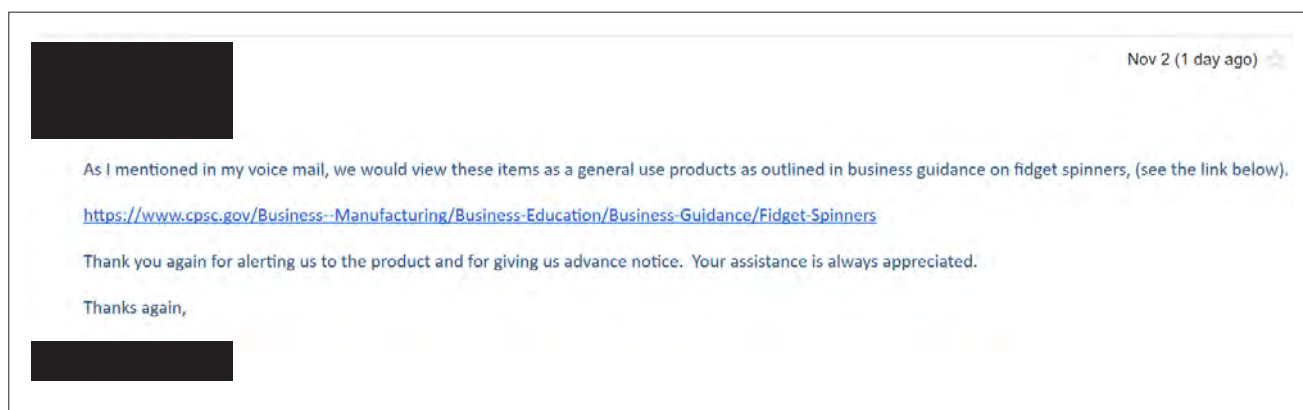 Nov 2 (1 day ago)
As I mentioned in my voice mail, we would view these items as a general use products as outlined in business guidance on fidget spinners, (see the link below).
https://www.cpsc.gov/Business--Manufacturing/Business-Education/Business-Guidance/Fidget-Spinners
Thank you again for alerting us to the product and for giving us advance notice.  Your assistance is always appreciated.
Thanks again,